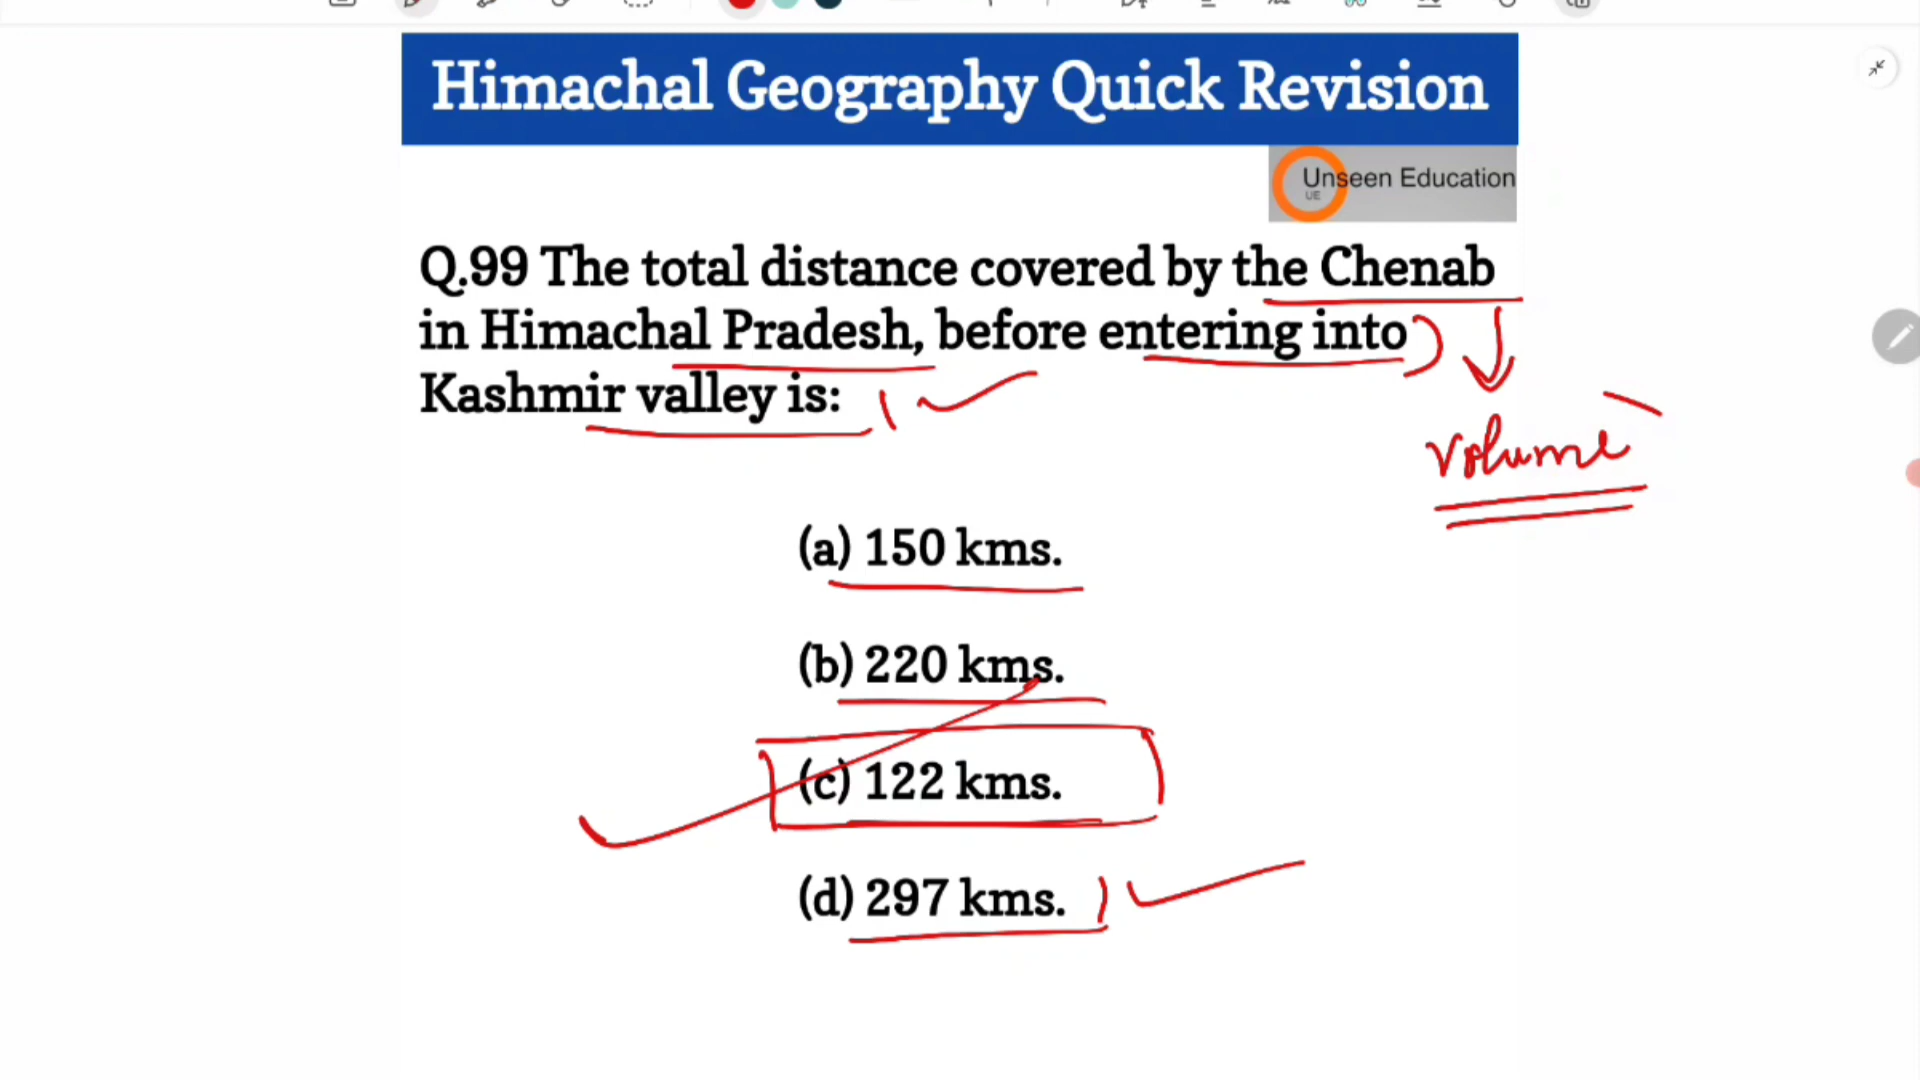 Himachal Geography Quick Revision
Unseen Education
UE
Q.99 The total distance covered by the Chenab
in Himachal Pradesh, before entering into
Kashmir valley is:
volume
(a) 150 kms.
(b) 220 kms.
(c) 122 kms.
(d) 297 kms.